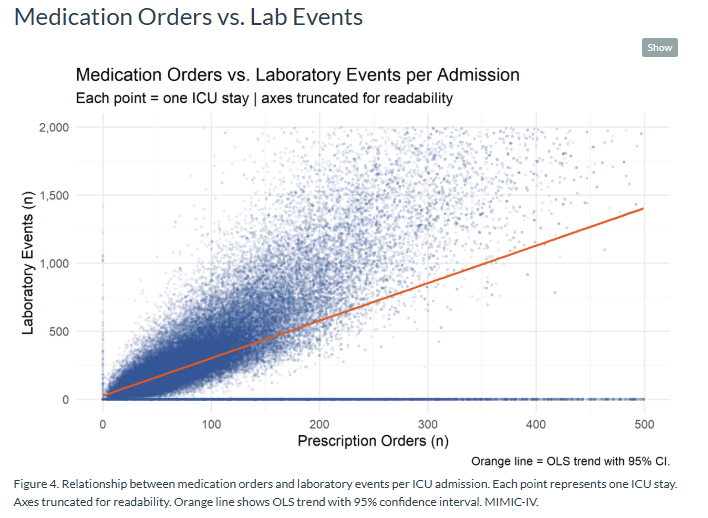 Medication Orders vs. Lab Events
Show
Medication Orders vs. Laboratory Events per Admission
Each point = one ICU stay | axes truncated for readability
2,000
1,500
1,000
500
0
Laboratory Events (n)
0 100 200 300 400 500
Prescription Orders (n)
Orange line = OLS trend with 95% CI.
Figure 4. Relationship between medication orders and laboratory events per ICU admission. Each point represents one ICU stay.
Axes truncated for readability. Orange line shows OLS trend with 95% confidence interval. MIMIC-IV.